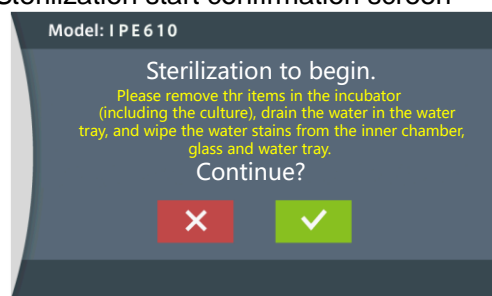 Sterilization start confirmation screen
Model: IPE610
Sterilization to begin.
Please remove thr items in the incubator
(including the culture), drain the water in the water
tray, and wipe the water stains from the inner chamber,
glass and water tray.
Continue?